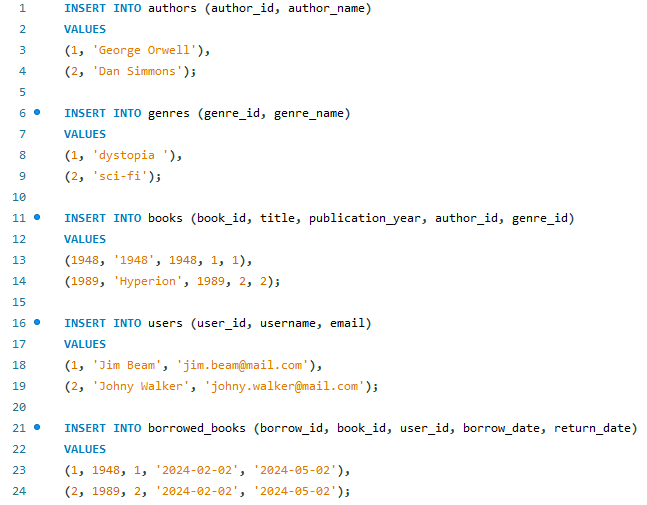 1 INSERT INTO authors (author_id, author_name)
2 VALUES
3 (1, 'George Orwell'),
4 (2, 'Dan Simmons');
5
6 INSERT INTO genres (genre_id, genre_name)
7 VALUES
8 (1, 'dystopia '),
9 (2, 'sci-fi');
10
11 INSERT INTO books (book_id, title, publication_year, author_id, genre_id)
12 VALUES
13 (1948, '1948', 1948, 1, 1),
14 (1989, 'Hyperion', 1989, 2, 2);
15
16 INSERT INTO users (user_id, username, email)
17 VALUES
18 (1, 'Jim Beam', 'jim.beam@mail.com'),
19 (2, 'Johny Walker', 'johny.walker@mail.com');
20
21 INSERT INTO borrowed_books (borrow_id, book_id, user_id, borrow_date, return_date)
22 VALUES
23 (1, 1948, 1, '2024-02-02', '2024-05-02'),
24 (2, 1989, 2, '2024-02-02', '2024-05-02');